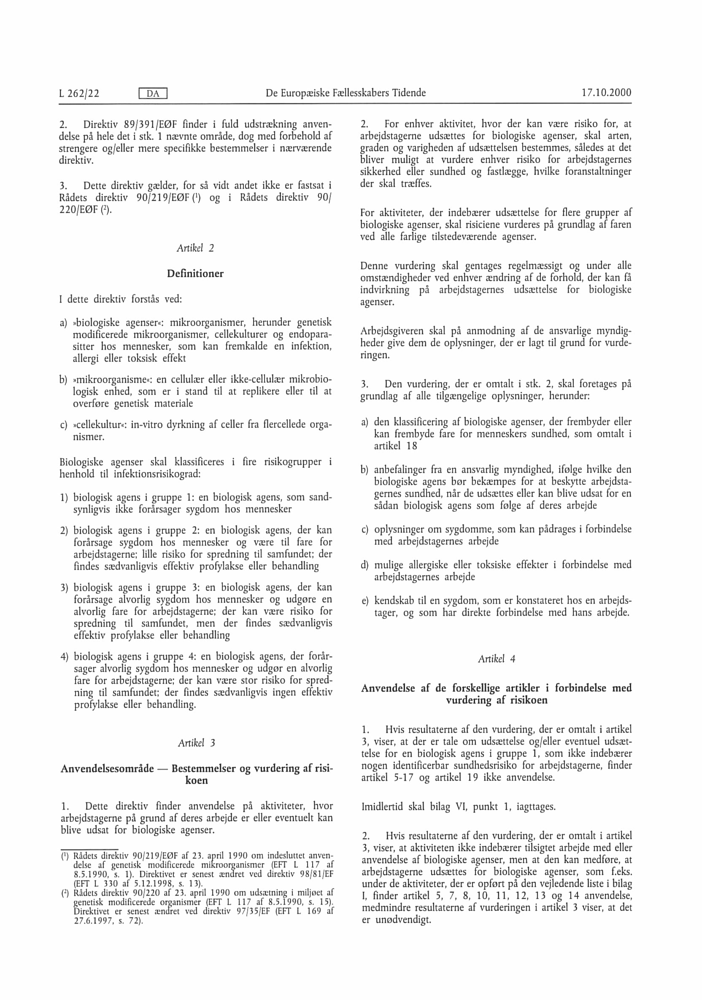 L 262/22 DA De Europæiske Fællesskabers Tidende 17.10.2000
2. Direktiv 89/391/EØF finder i fuld udstrækning anven-
delse på hele det i stk. 1 nævnte område, dog med forbehold af
strengere og/eller mere specifikke bestemmelser i nærværende
direktiv.
3. Dette direktiv gælder, for så vidt andet ikke er fastsat i
Rådets direktiv 90/219/EØF (¹) og i Rådets direktiv 90/
220/EØF (²).
Artikel 2
Definitioner
I dette direktiv forstås ved:
a) »biologiske agenser«: mikroorganismer, herunder genetisk
modificerede mikroorganismer, cellekulturer og endopara-
sitter hos mennesker, som kan fremkalde en infektion,
allergi eller toksisk effekt
b) »mikroorganisme«: en cellulær eller ikke-cellulær mikrobio-
logisk enhed, som er i stand til at replikere eller til at
overføre genetisk materiale
c) »cellekultur«: in-vitro dyrkning af celler fra flercellede orga-
nismer.
Biologiske agenser skal klassificeres i fire risikogrupper i
henhold til infektionsrisikograd:
1) biologisk agens i gruppe 1: en biologisk agens, som sand-
synligvis ikke forårsager sygdom hos mennesker
2) biologisk agens i gruppe 2: en biologisk agens, der kan
forårsage sygdom hos mennesker og være til fare for
arbejdstagerne; lille risiko for spredning til samfundet; der
findes sædvanligvis effektiv profylakse eller behandling
3) biologisk agens i gruppe 3: en biologisk agens, der kan
forårsage alvorlig sygdom hos mennesker og udgøre en
alvorlig fare for arbejdstagerne; der kan være risiko for
spredning til samfundet, men der findes sædvanligvis
effektiv profylakse eller behandling
4) biologisk agens i gruppe 4: en biologisk agens, der forår-
sager alvorlig sygdom hos mennesker og udgør en alvorlig
fare for arbejdstagerne; der kan være stor risiko for spred-
ning til samfundet; der findes sædvanligvis ingen effektiv
profylakse eller behandling.
Artikel 3
Anvendelsesområde — Bestemmelser og vurdering af risi-
koen
1. Dette direktiv finder anvendelse på aktiviteter, hvor
arbejdstagerne på grund af deres arbejde er eller eventuelt kan
blive udsat for biologiske agenser.
(¹) Rådets direktiv 90/219/EØF af 23. april 1990 om indesluttet anven-
delse af genetisk modificerede mikroorganismer (EFT L 117 af
8.5.1990, s. 1). Direktivet er senest ændret ved direktiv 98/81/EF
(EFT L 330 af 5.12.1998, s. 13).
(²) Rådets direktiv 90/220 af 23. april 1990 om udsætning i miljøet af
genetisk modificerede organismer (EFT L 117 af 8.5.1990, s. 15).
Direktivet er senest ændret ved direktiv 97/35/EF (EFT L 169 af
27.6.1997, s. 72).
2. For enhver aktivitet, hvor der kan være risiko for, at
arbejdstagerne udsættes for biologiske agenser, skal arten,
graden og varigheden af udsættelsen bestemmes, således at det
bliver muligt at vurdere enhver risiko for arbejdstagernes
sikkerhed eller sundhed og fastlægge, hvilke foranstaltninger
der skal træffes.
For aktiviteter, der indebærer udsættelse for flere grupper af
biologiske agenser, skal risiciene vurderes på grundlag af faren
ved alle farlige tilstedeværende agenser.
Denne vurdering skal gentages regelmæssigt og under alle
omstændigheder ved enhver ændring af de forhold, der kan få
indvirkning på arbejdstagernes udsættelse for biologiske
agenser.
Arbejdsgiveren skal på anmodning af de ansvarlige myndig-
heder give dem de oplysninger, der er lagt til grund for vurde-
ringen.
3. Den vurdering, der er omtalt i stk. 2, skal foretages på
grundlag af alle tilgængelige oplysninger, herunder:
a) den klassificering af biologiske agenser, der frembyder eller
kan frembyde fare for menneskers sundhed, som omtalt i
artikel 18
b) anbefalinger fra en ansvarlig myndighed, ifølge hvilke den
biologiske agens bør bekæmpes for at beskytte arbejdsta-
gernes sundhed, når de udsættes eller kan blive udsat for en
sådan biologisk agens som følge af deres arbejde
c) oplysninger om sygdomme, som kan pådrages i forbindelse
med arbejdstagernes arbejde
d) mulige allergiske eller toksiske effekter i forbindelse med
arbejdstagernes arbejde
e) kendskab til en sygdom, som er konstateret hos en arbejds-
tager, og som har direkte forbindelse med hans arbejde.
Artikel 4
Anvendelse af de forskellige artikler i forbindelse med
vurdering af risikoen
1. Hvis resultaterne af den vurdering, der er omtalt i artikel
3, viser, at der er tale om udsættelse og/eller eventuel udsæt-
telse for en biologisk agens i gruppe 1, som ikke indebærer
nogen identificerbar sundhedsrisiko for arbejdstagerne, finder
artikel 5-17 og artikel 19 ikke anvendelse.
Imidlertid skal bilag VI, punkt 1, iagttages.
2. Hvis resultaterne af den vurdering, der er omtalt i artikel
3, viser, at aktiviteten ikke indebærer tilsigtet arbejde med eller
anvendelse af biologiske agenser, men at den kan medføre, at
arbejdstagerne udsættes for biologiske agenser, som f.eks.
under de aktiviteter, der er opført på den vejledende liste i bilag
I, finder artikel 5, 7, 8, 10, 11, 12, 13 og 14 anvendelse,
medmindre resultaterne af vurderingen i artikel 3 viser, at det
er unødvendigt.